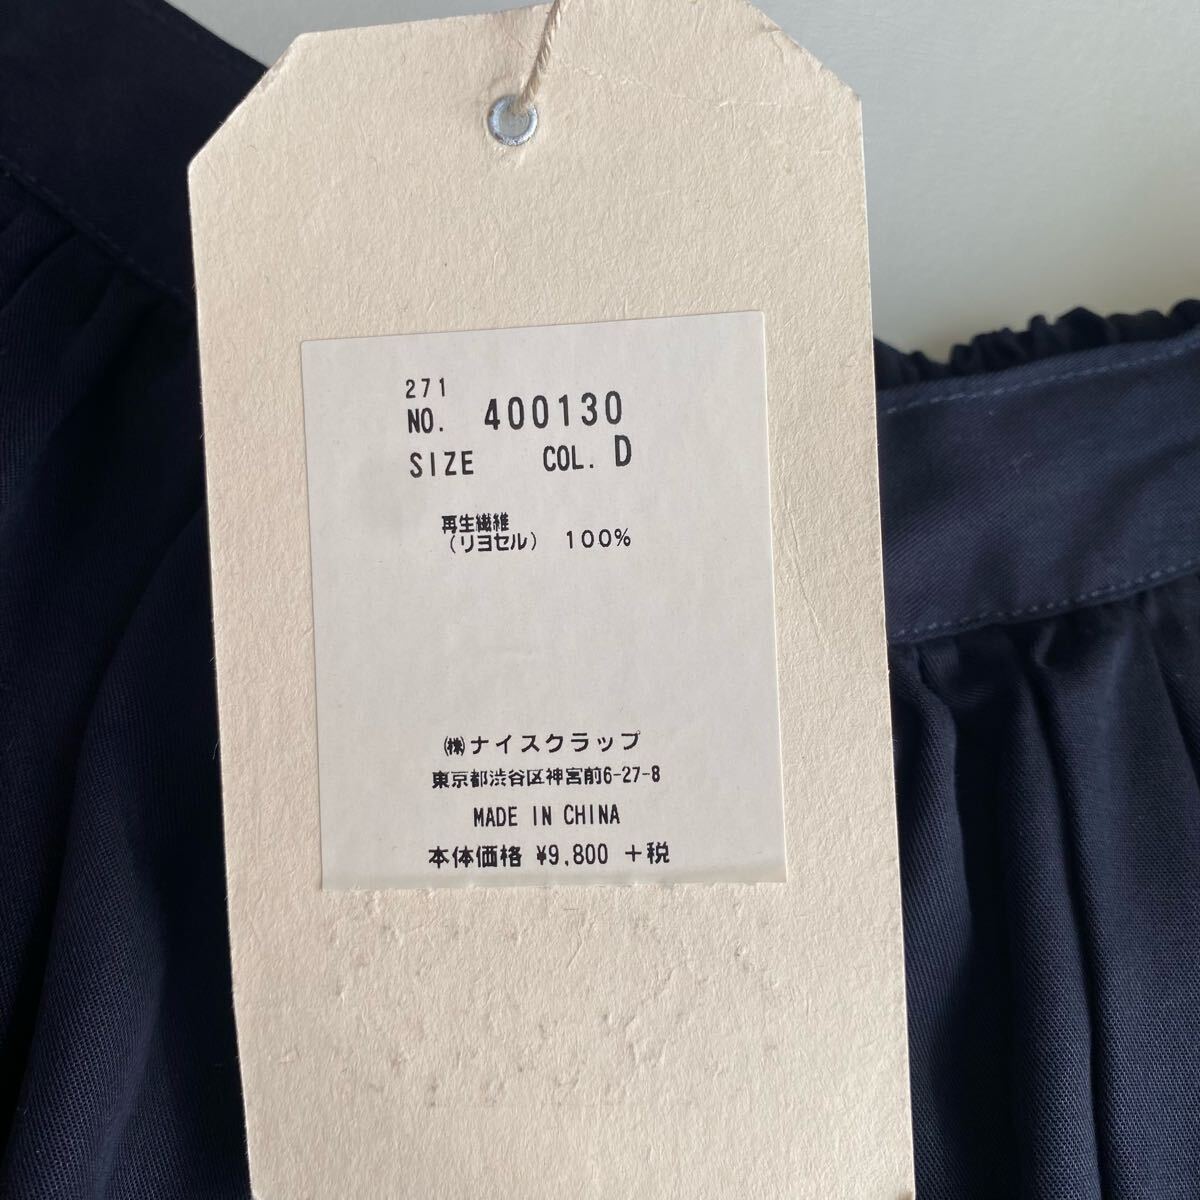 271
NO. 400130
SIZE COL. D
再生繊維
(リヨセル) 100%
㈱ナイスクラップ
東京都渋谷区神宮前6-27-8
MADE IN CHINA
本体価格 ¥9,800 +税